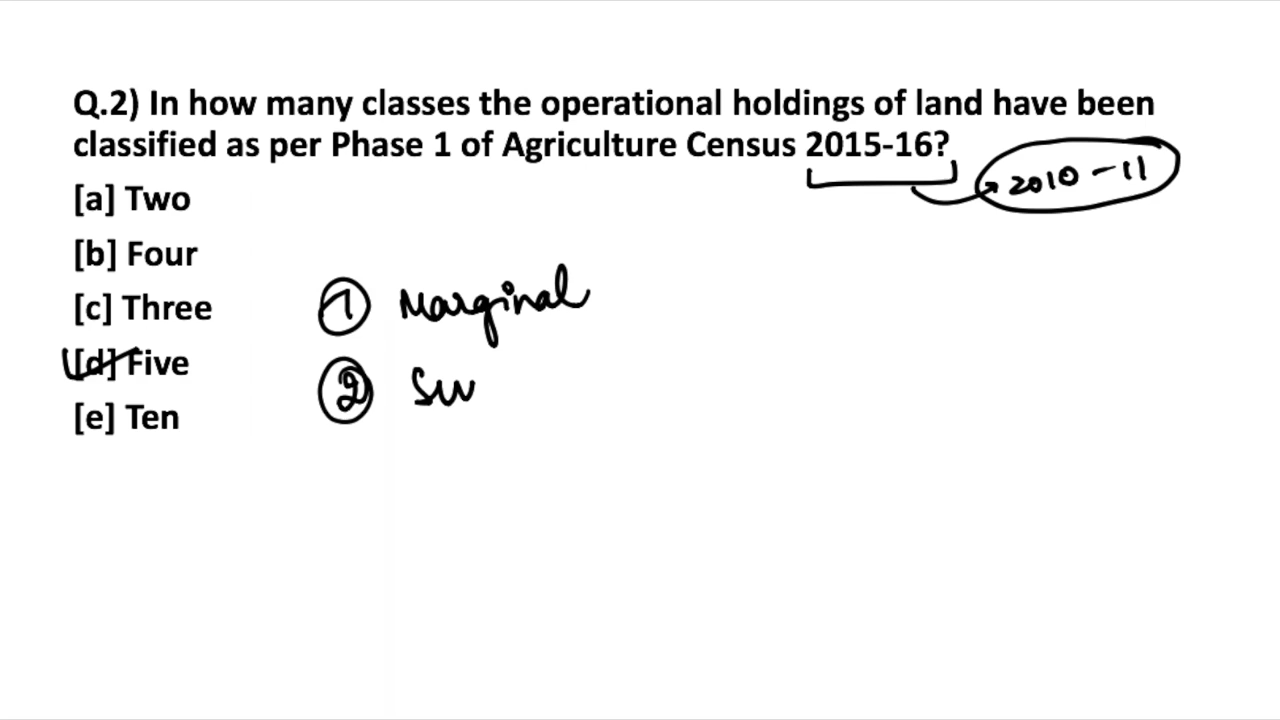 Q.2) In how many classes the operational holdings of land have been
classified as per Phase 1 of Agriculture Census 2015-16?
2010-11
[a] Two
[b] Four
[c] Three
[d] Five
[e] Ten
1 Marginal
2